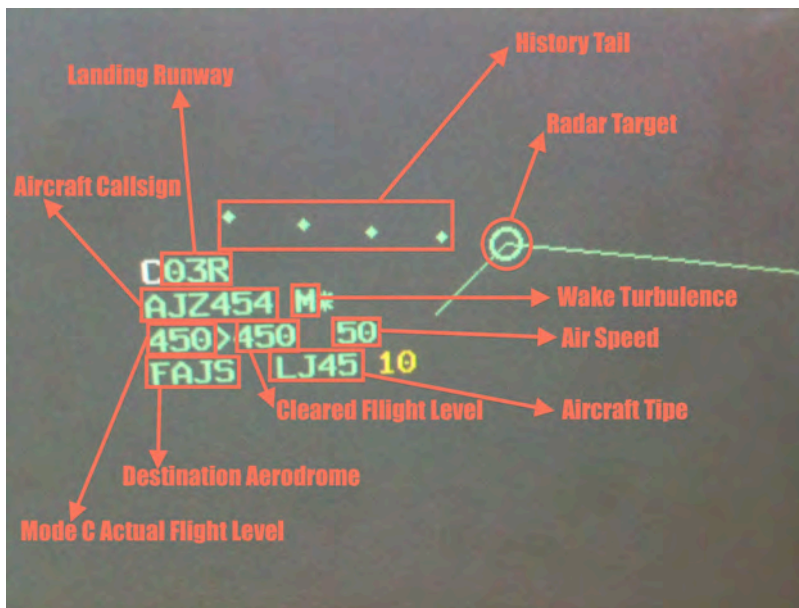 History Tail
Landing Runway
Radar Target
Aircraft Callsign
C03R
AJZ454 M*
Wake Turbulence
450>450 50
Air Speed
FAJS LJ45 10
Cleared Fllight Level
Aircraft Tipe
Destination Aerodrome
Mode C Actual Flight Level